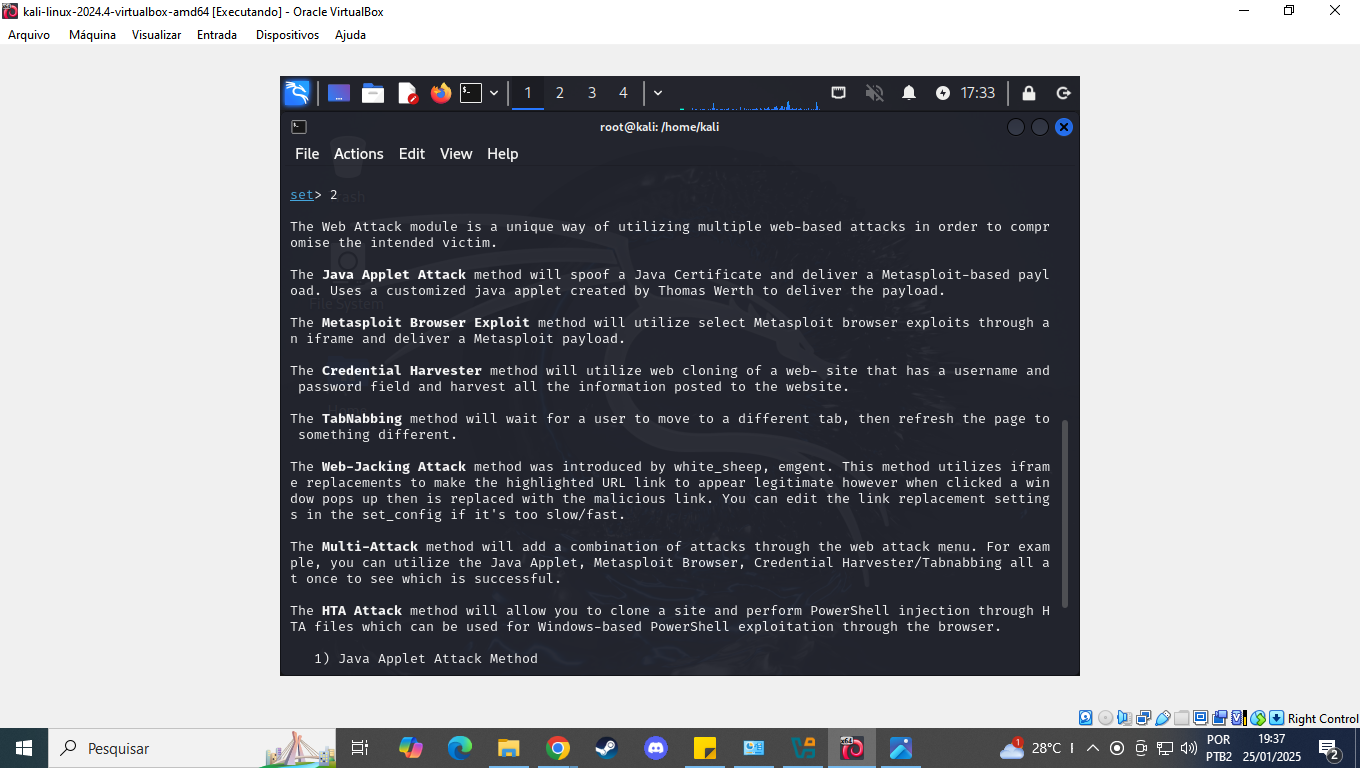 kali-linux-2024.4-virtualbox-amd64 [Executando] - Oracle VirtualBox
Arquivo Máquina Visualizar Entrada Dispositivos Ajuda
1 2 3 4 17:33
root@kali: /home/kali
File Actions Edit View Help
set> 2
The Web Attack module is a unique way of utilizing multiple web-based attacks in order to compr
omise the intended victim.
The Java Applet Attack method will spoof a Java Certificate and deliver a Metasploit-based payl
oad. Uses a customized java applet created by Thomas Werth to deliver the payload.
The Metasploit Browser Exploit method will utilize select Metasploit browser exploits through a
n iframe and deliver a Metasploit payload.
The Credential Harvester method will utilize web cloning of a web- site that has a username and
password field and harvest all the information posted to the website.
The TabNabbing method will wait for a user to move to a different tab, then refresh the page to
something different.
The Web-Jacking Attack method was introduced by white_sheep, emgent. This method utilizes ifram
e replacements to make the highlighted URL link to appear legitimate however when clicked a win
dow pops up then is replaced with the malicious link. You can edit the link replacement setting
s in the set_config if it's too slow/fast.
The Multi-Attack method will add a combination of attacks through the web attack menu. For exam
ple, you can utilize the Java Applet, Metasploit Browser, Credential Harvester/Tabnabbing all a
t once to see which is successful.
The HTA Attack method will allow you to clone a site and perform PowerShell injection through H
TA files which can be used for Windows-based PowerShell exploitation through the browser.
1) Java Applet Attack Method
Right Control
Pesquisar
28°C
POR
PTB2
19:37
25/01/2025